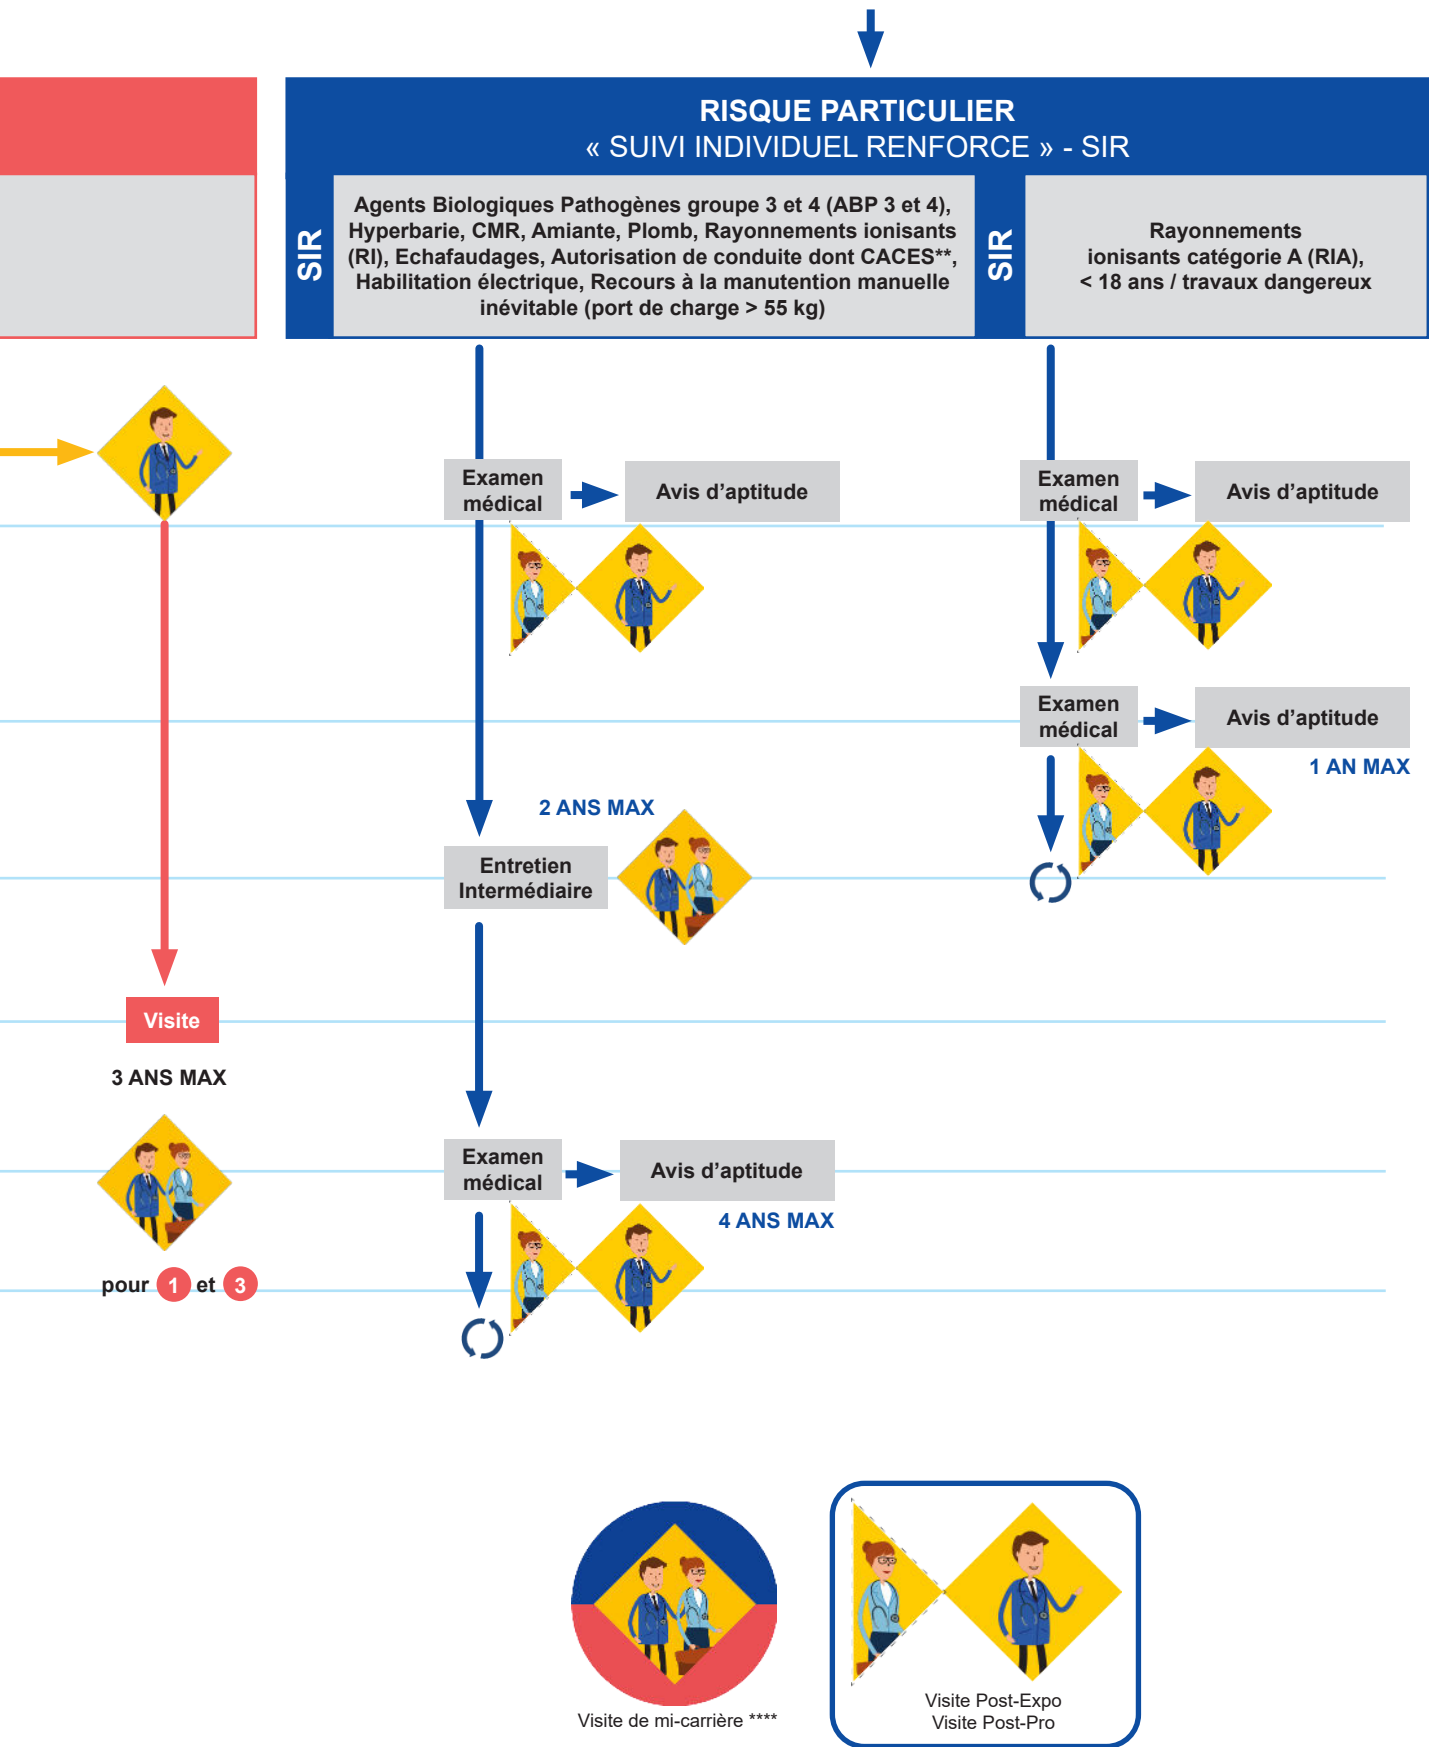 RISQUE PARTICULIER
« SUIVI INDIVIDUEL RENFORCE » - SIR
SIR
Agents Biologiques Pathogènes groupe 3 et 4 (ABP 3 et 4),
Hyperbarie, CMR, Amiante, Plomb, Rayonnements ionisants
(RI), Echafaudages, Autorisation de conduite dont CACES**,
Habilitation électrique, Recours à la manutention manuelle
inévitable (port de charge > 55 kg)
SIR
Rayonnements
ionisants catégorie A (RIA),
< 18 ans / travaux dangereux
Examen
médical
Avis d’aptitude
Examen
médical
Avis d’aptitude
Examen
médical
Avis d’aptitude
1 AN MAX
2 ANS MAX
Entretien
Intermédiaire
Visite
3 ANS MAX
pour 1 et 3
Examen
médical
Avis d’aptitude
4 ANS MAX
Visite de mi-carrière ****
Visite Post-Expo
Visite Post-Pro